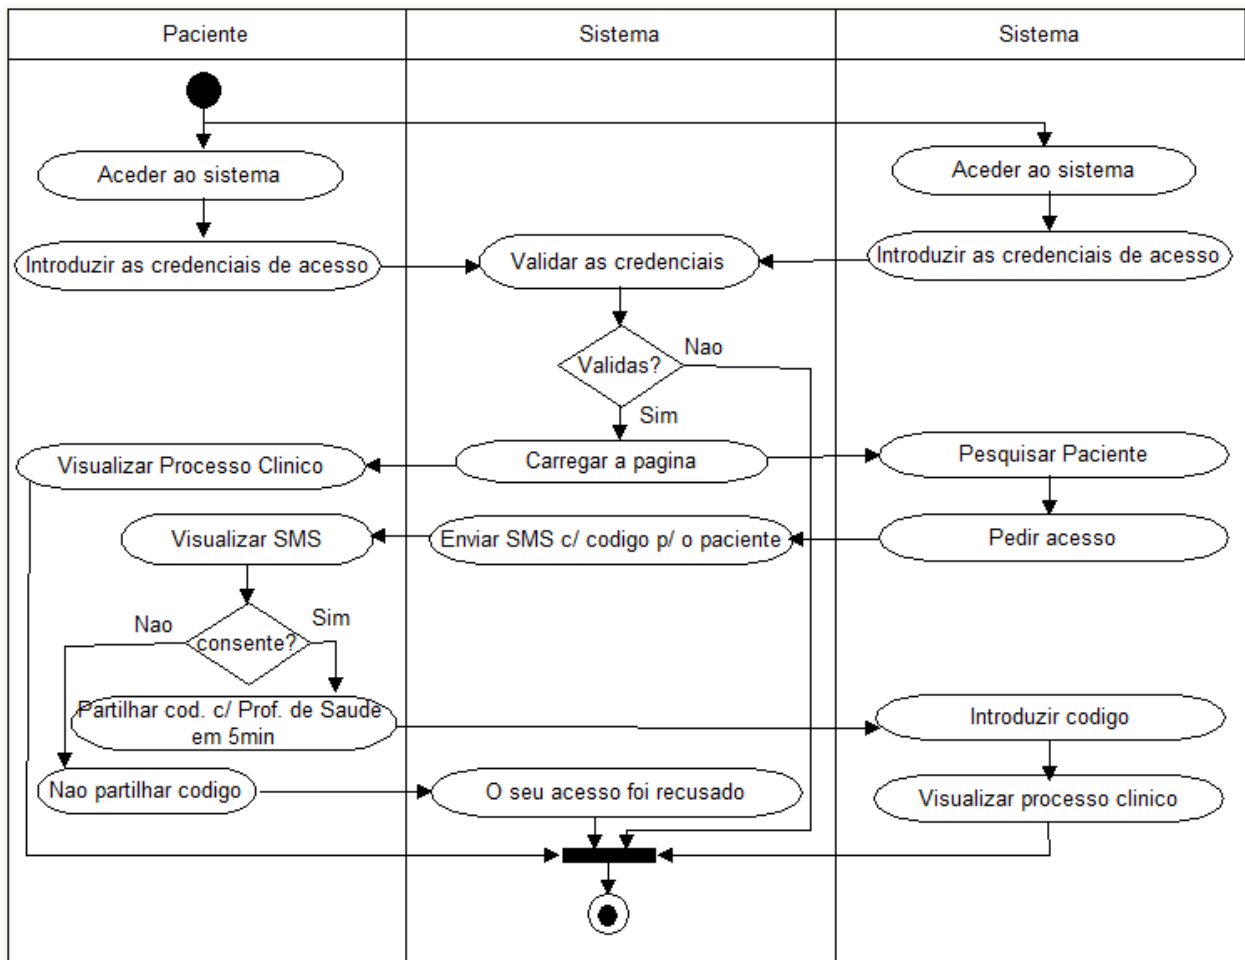 Paciente
Sistema
Sistema
Aceder ao sistema
Aceder ao sistema
Introduzir as credenciais de acesso
Validar as credenciais
Introduzir as credenciais de acesso
Validas?
Nao
Sim
Visualizar Processo Clinico
Carregar a pagina
Pesquisar Paciente
Visualizar SMS
Enviar SMS c/ codigo p/ o paciente
Pedir acesso
Nao
consente?
Sim
Partilhar cod. c/ Prof. de Saude
em 5min
Introduzir codigo
Nao partilhar codigo
O seu acesso foi recusado
Visualizar processo clinico